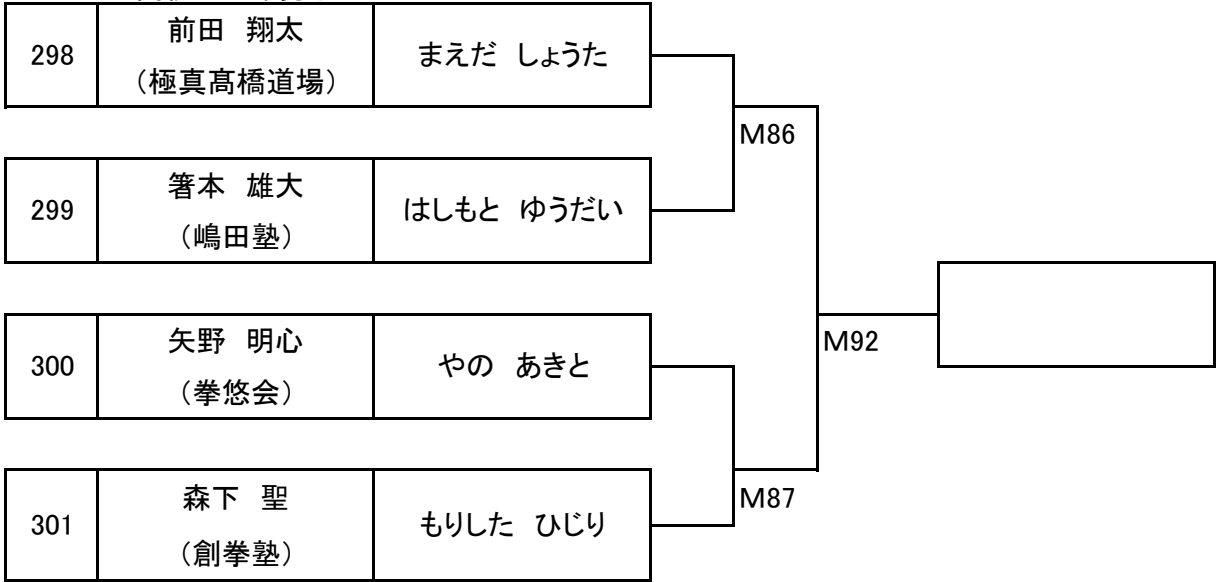 298
前田　翔太
（極真髙橋道場）
まえだ　しょうた
M86
299
箸本　雄大
（嶋田塾）
はしもと　ゆうだい
300
矢野　明心
（拳悠会）
やの　あきと
M92
301
森下　聖
（創拳塾）
もりした　ひじり
M87